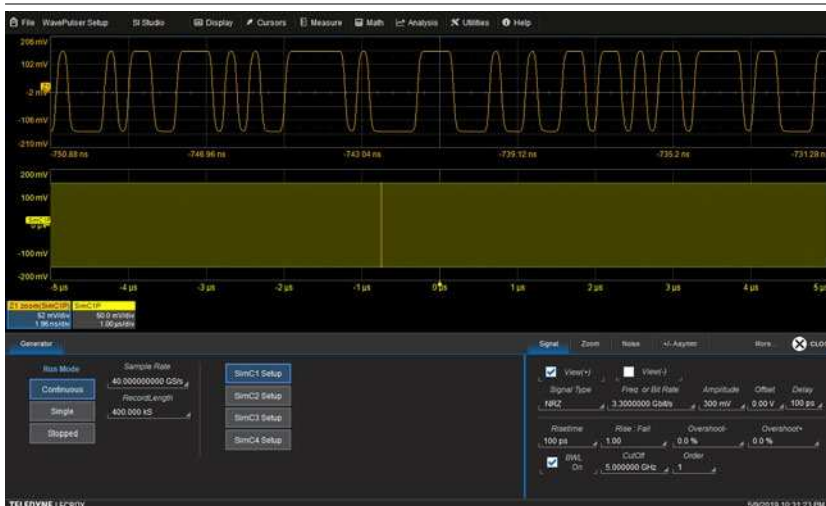 File WavePulser Setup SI Studio Display Cursors Measure Math Analysis Utilities Help
206 mV
102 mV
-2 mV
-106 mV
-210 mV
-750.88 ns -746.96 ns -743.04 ns -739.12 ns -735.2 ns -731.28 n
200 mV
100 mV
SimC1P
-100 mV
-200 mV
-5 µs -4 µs -3 µs -2 µs -1 µs 0 µs 1 µs 2 µs 3 µs 4 µs 5 µ
Z1 zoom(SimC1P) SimC1P
52 mV/div 50.0 mV/div
1.96 ns/div 1.00 µs/div
Generator Signal Zoom Noise +/- Asymm More... CLO
Run Mode Sample Rate SimC1 Setup View(+) View(-)
Continuous 40.000000000 GS/s SimC2 Setup Signal Type Freq. or Bit Rate Amplitude Offset Delay
RecordLength NRZ 3.3000000 Gbit/s 300 mV 0.00 V 100 ps
Single 400.000 kS SimC3 Setup Risetime Rise : Fall Overshoot- Overshoot+
Stopped SimC4 Setup 100 ps 1.00 0.0 % 0.0 %
BWL CutOff Order
On 5.000000 GHz 1
TELEDYNE LECROY 5/9/2019 10:31:23 PM